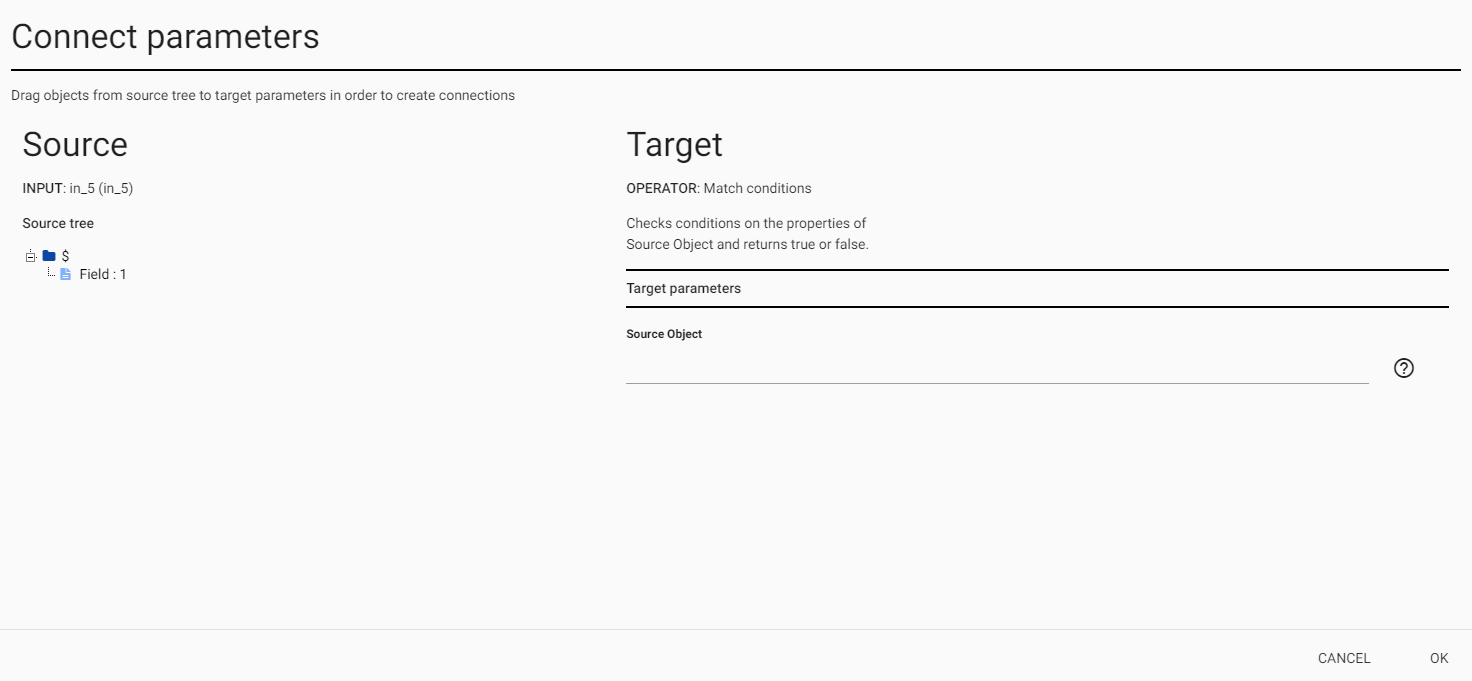 Connect parameters
Drag objects from source tree to target parameters in order to create connections
Source
INPUT: in_5 (in_5)
Source tree
$
Field : 1
Target
OPERATOR: Match conditions
Checks conditions on the properties of
Source Object and returns true or false.
Target parameters
Source Object
CANCEL
OK